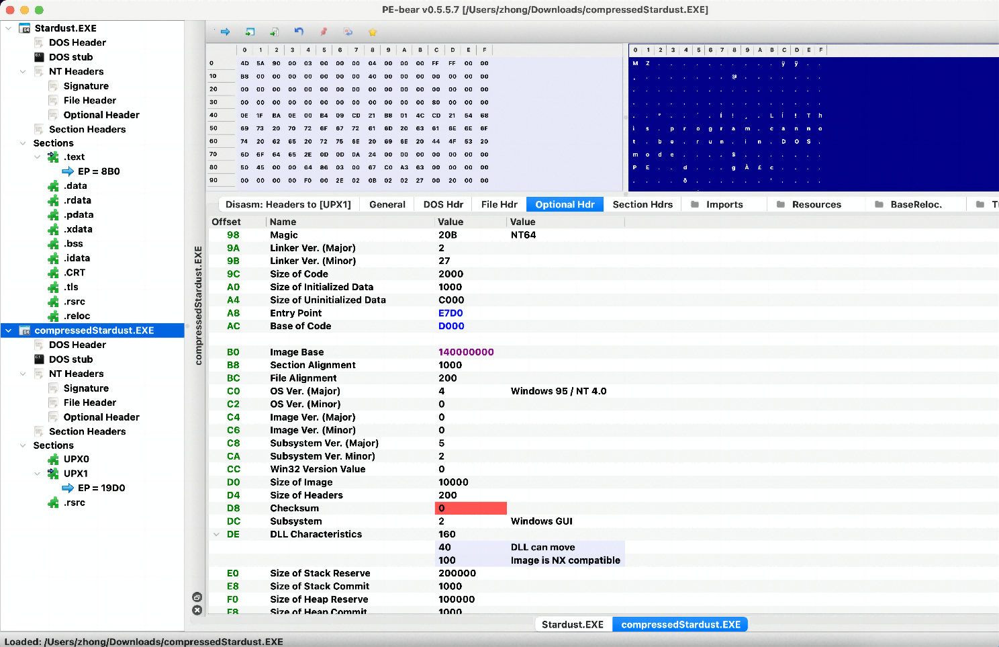 PE-bear v0.5.5.7 [/Users/zhong/Downloads/compressedStardust.EXE]
Stardust.EXE
DOS Header
DOS stub
NT Headers
Signature
File Header
Optional Header
Section Headers
Sections
.text
EP = 8B0
.data
.rdata
.pdata
.xdata
.bss
.idata
.CRT
.tls
.rsrc
.reloc
compressedStardust.EXE
DOS Header
DOS stub
NT Headers
Signature
File Header
Optional Header
Section Headers
Sections
UPX0
UPX1
EP = 19D0
.rsrc
compressedStardust.EXE
0 1 2 3 4 5 6 7 8 9 A B C D E F
0 4D 5A 90 00 03 00 00 00 04 00 00 00 FF FF 00 00
10 B8 00 00 00 00 00 00 00 40 00 00 00 00 00 00 00
20 00 00 00 00 00 00 00 00 00 00 00 00 00 00 00 00
30 00 00 00 00 00 00 00 00 00 00 00 00 80 00 00 00
40 0E 1F BA 0E 00 B4 09 CD 21 B8 01 4C CD 21 54 68
50 69 73 20 70 72 6F 67 72 61 6D 20 63 61 6E 6E 6F
60 74 20 62 65 20 72 75 6E 20 69 6E 20 44 4F 53 20
70 6D 6F 64 65 2E 0D 0D 0A 24 00 00 00 00 00 00 00
80 50 45 00 00 64 86 03 00 67 C0 A3 63 00 00 00 00
90 00 00 00 00 F0 00 2E 02 0B 02 02 27 00 20 00 00
0 1 2 3 4 5 6 7 8 9 A B C D E F
M Z . . . . . . . . . . ÿ ÿ . .
¸ . . . . . . . @ . . . . . . .
. . . . . . . . . . . . . . . .
. . . . . . . . . . . . . . . .
. . º . . ´ . Í ! ¸ . L Í ! T h
i s . p r o g r a m . c a n n o
t . b e . r u n . i n . D O S .
m o d e . . . . $ . . . . . . .
P E . . d . . . g À £ c . . . .
. . . . ð . . . . . . ' . . . .
Disasm: Headers to [UPX1] General DOS Hdr File Hdr Optional Hdr Section Hdrs Imports Resources BaseReloc.
Offset Name Value Value
98 Magic 20B NT64
9A Linker Ver. (Major) 2
9B Linker Ver. (Minor) 27
9C Size of Code 2000
A0 Size of Initialized Data 1000
A4 Size of Uninitialized Data C000
A8 Entry Point E7D0
AC Base of Code D000
B0 Image Base 140000000
B8 Section Alignment 1000
BC File Alignment 200
C0 OS Ver. (Major) 4 Windows 95 / NT 4.0
C2 OS Ver. (Minor) 0
C4 Image Ver. (Major) 0
C6 Image Ver. (Minor) 0
C8 Subsystem Ver. (Major) 5
CA Subsystem Ver. Minor) 2
CC Win32 Version Value 0
D0 Size of Image 10000
D4 Size of Headers 200
D8 Checksum 0
DC Subsystem 2 Windows GUI
DE DLL Characteristics 160
40 DLL can move
100 Image is NX compatible
E0 Size of Stack Reserve 200000
E8 Size of Stack Commit 1000
F0 Size of Heap Reserve 100000
F8 Size of Heap Commit 1000
Stardust.EXE compressedStardust.EXE
Loaded: /Users/zhong/Downloads/compressedStardust.EXE